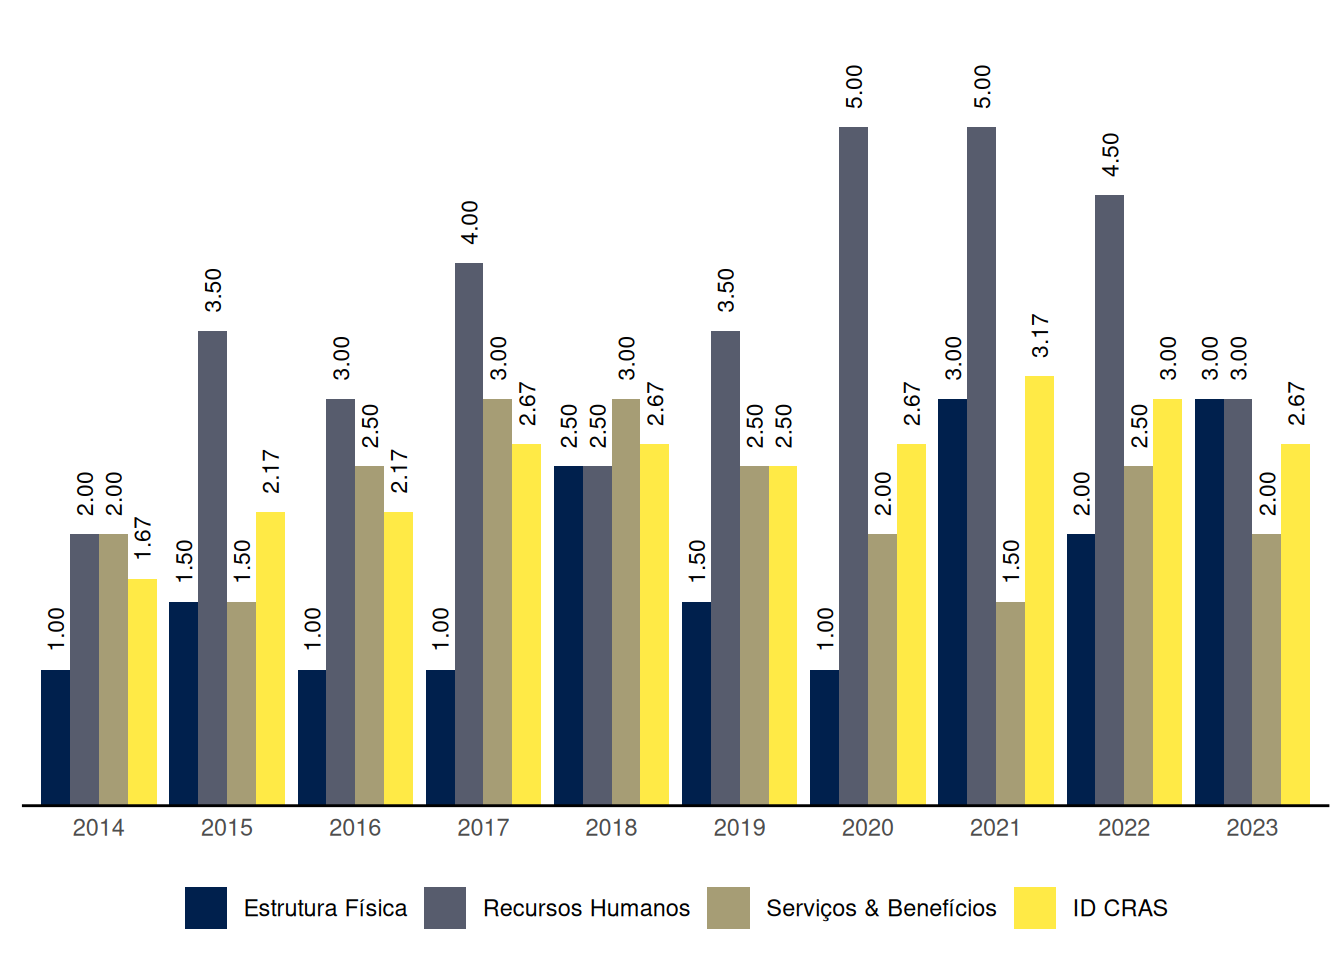 1.00 2.00 2.00 1.67
1.50 3.50 1.50 2.17
1.00 3.00 2.50 2.17
1.00 4.00 3.00 2.67
2.50 2.50 3.00 2.67
1.50 3.50 2.50 2.50
1.00 5.00 2.00 2.67
3.00 5.00 1.50 3.17
2.00 4.50 2.50 3.00
3.00 3.00 2.00 2.67
2014 2015 2016 2017 2018 2019 2020 2021 2022 2023
Estrutura Física Recursos Humanos Serviços & Benefícios ID CRAS